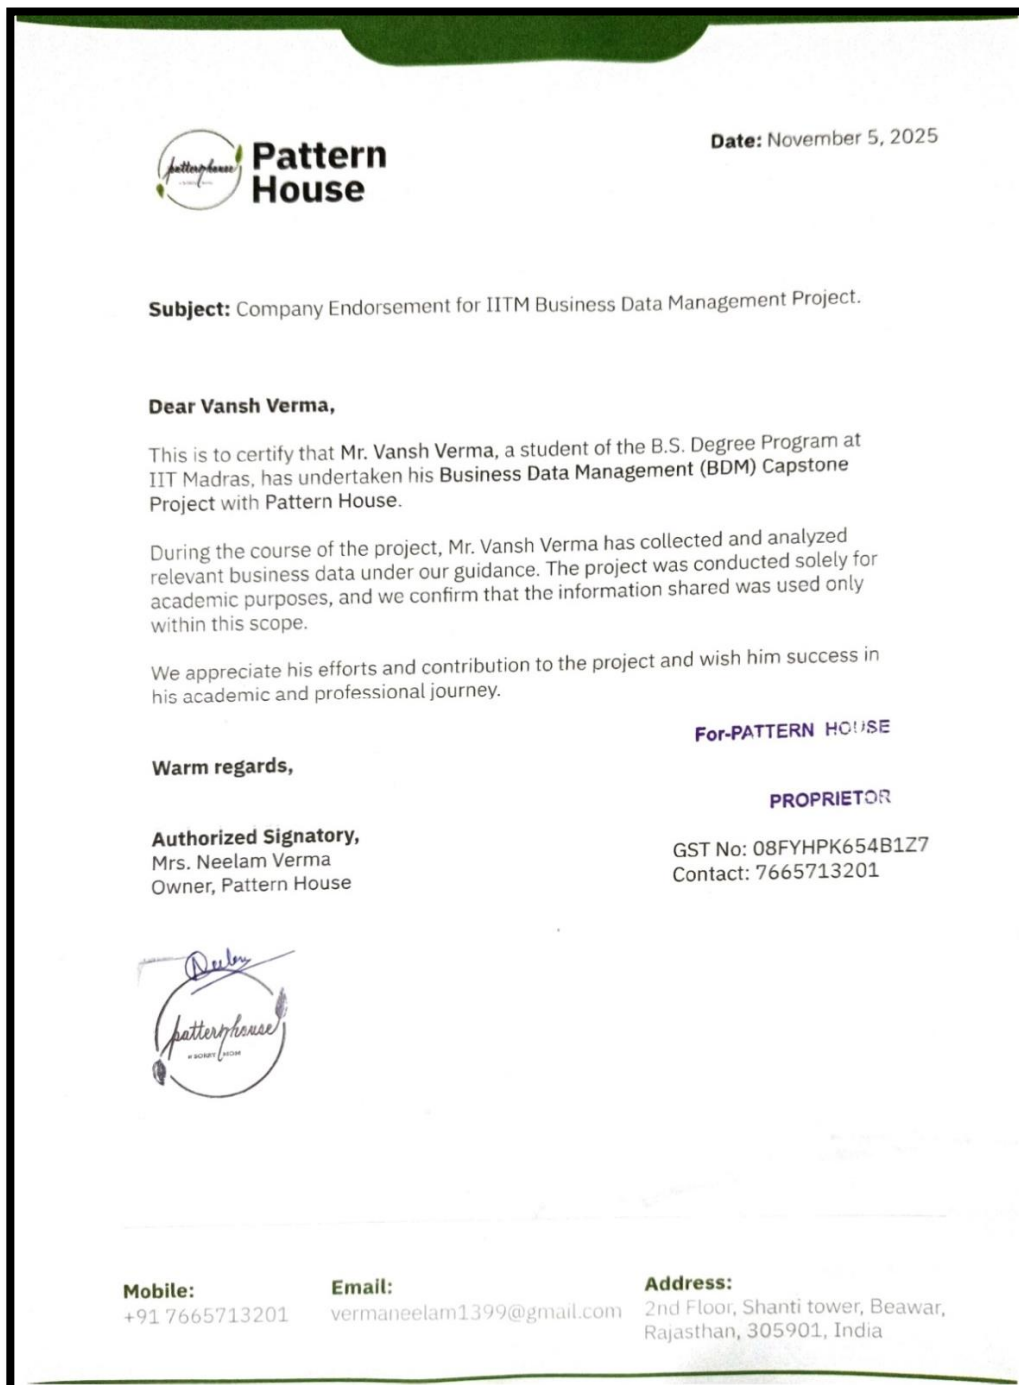 patternhouse
Pattern
House
Date: November 5, 2025
Subject: Company Endorsement for IITM Business Data Management Project.
Dear Vansh Verma,
This is to certify that Mr. Vansh Verma, a student of the B.S. Degree Program at
IIT Madras, has undertaken his Business Data Management (BDM) Capstone
Project with Pattern House.
During the course of the project, Mr. Vansh Verma has collected and analyzed
relevant business data under our guidance. The project was conducted solely for
academic purposes, and we confirm that the information shared was used only
within this scope.
We appreciate his efforts and contribution to the project and wish him success in
his academic and professional journey.
For-PATTERN HOUSE
Warm regards,
PROPRIETOR
Authorized Signatory,
Mrs. Neelam Verma
Owner, Pattern House
GST No: 08FYHPK654B1Z7
Contact: 7665713201
patternhouse
Mobile:
+91 7665713201
Email:
vermaneelam1399@gmail.com
Address:
2nd Floor, Shanti tower, Beawar,
Rajasthan, 305901, India